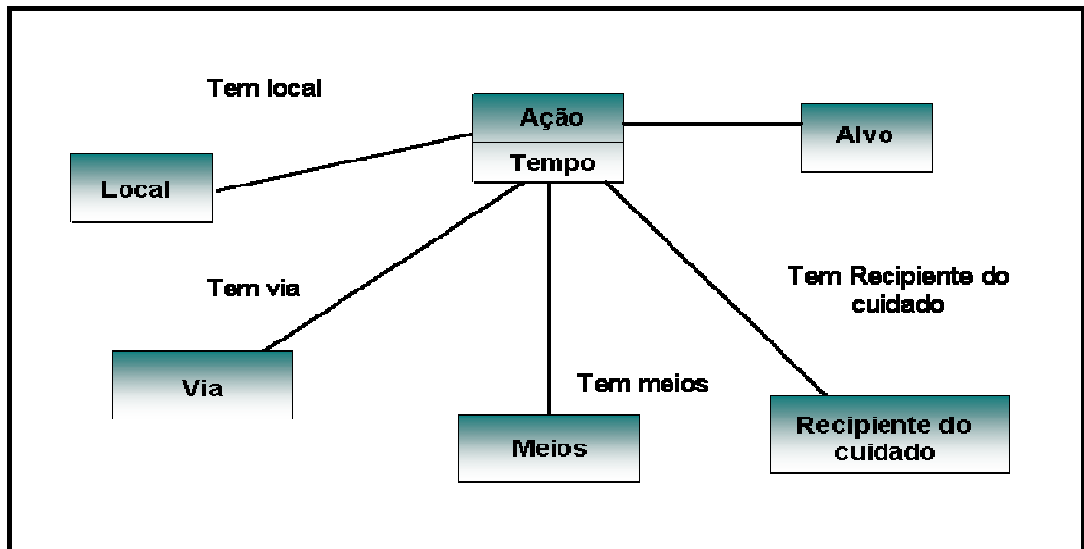 Tem local
Ação
Alvo
Tempo
Local
Tem via
Tem Recipiente do
cuidado
Via
Tem meios
Meios
Recipiente do
cuidado